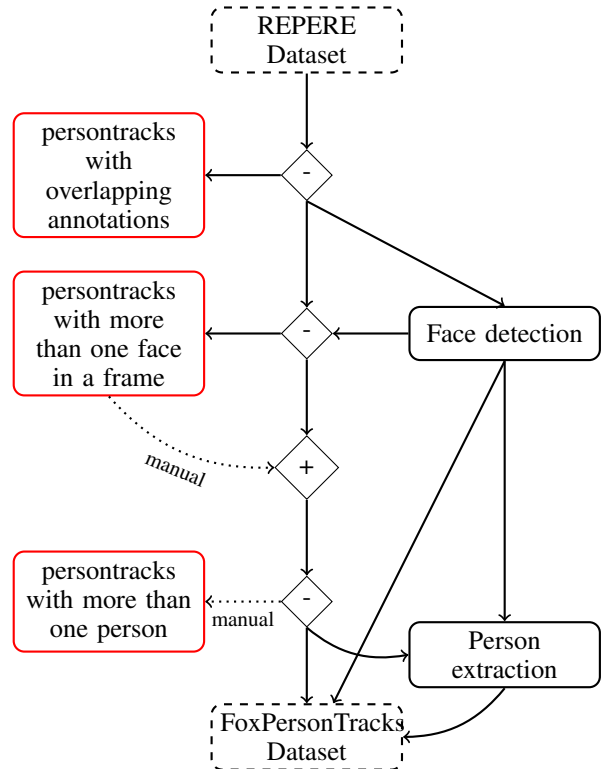 REPERE
Dataset
persontracks
with
overlapping
annotations
-
persontracks
with more
than one face
in a frame
-
Face detection
manual
+
persontracks
with more than
one person
manual
-
Person
extraction
FoxPersonTracks
Dataset